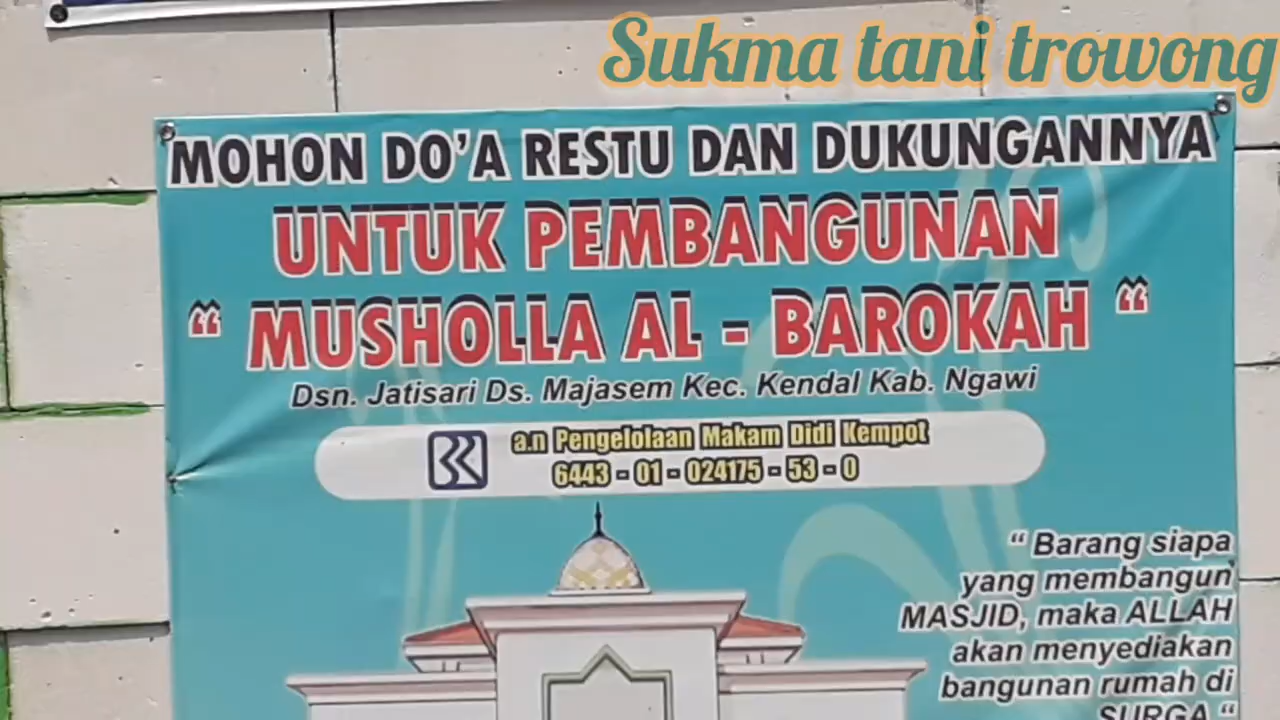 Sukma tani trowong
MOHON DO'A RESTU DAN DUKUNGANNYA
UNTUK PEMBANGUNAN
“ MUSHOLLA AL - BAROKAH “
Dsn. Jatisari Ds. Majasem Kec. Kendal Kab. Ngawi
a.n Pengelolaan Makam Didi Kempot
6443 - 01 - 024175 - 53 - 0
“ Barang siapa
yang membangun
MASJID, maka ALLAH
akan menyediakan
bangunan rumah di
SURGA “